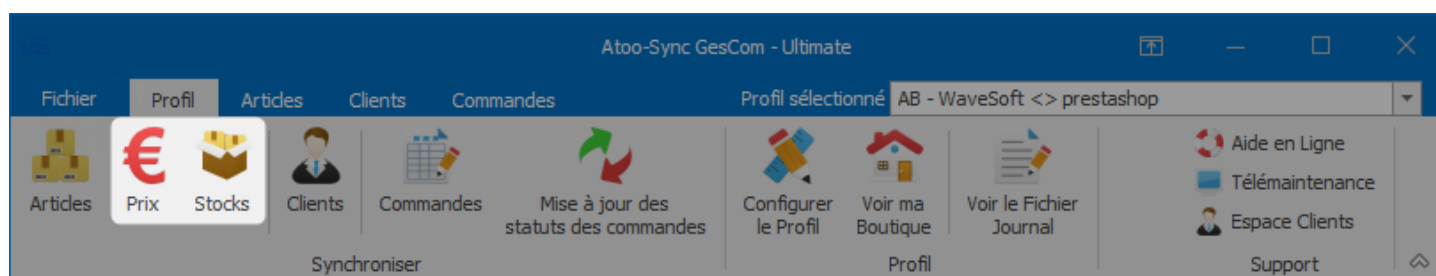 Atoo-Sync GesCom - Ultimate
Fichier Profil Articles Clients Commandes Profil sélectionné AB - WaveSoft <> prestashop
Articles Prix Stocks Clients Commandes Mise à jour des statuts des commandes Configurer le Profil Voir ma Boutique Voir le Fichier Journal
Aide en Ligne
Télémaintenance
Espace Clients
Synchroniser Profil Support